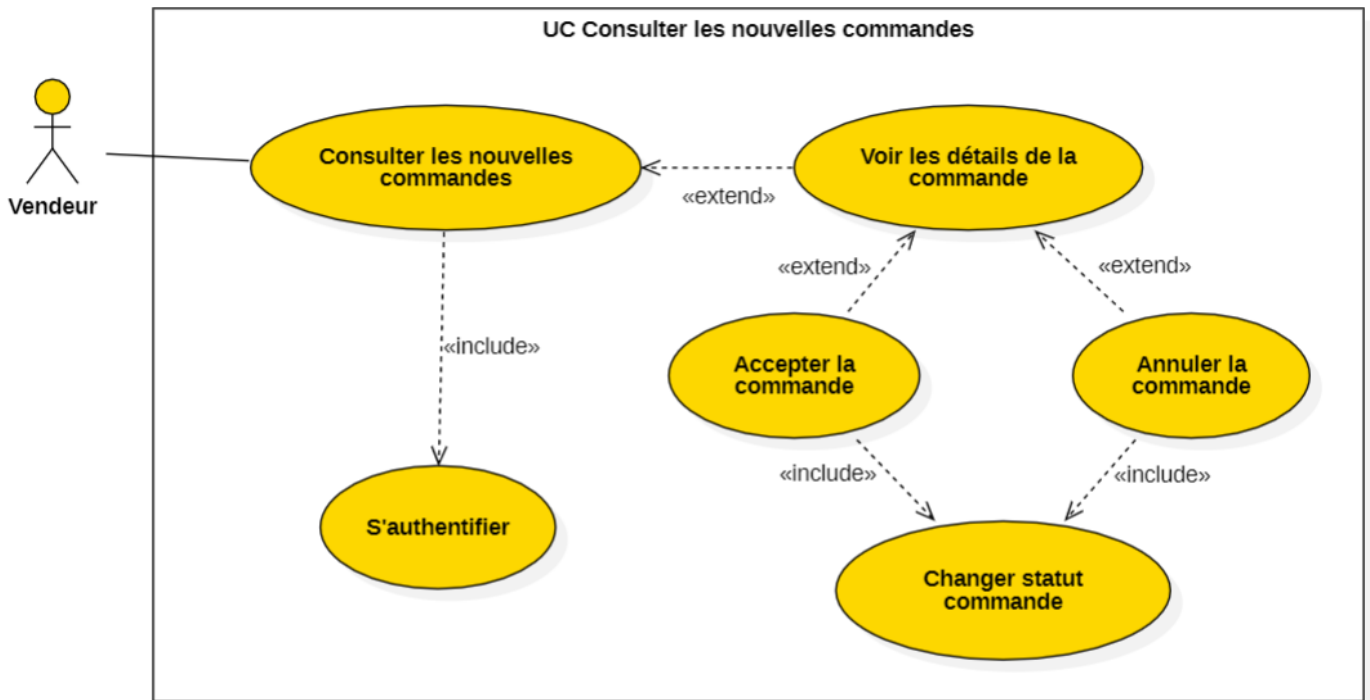 UC Consulter les nouvelles commandes
Vendeur
Consulter les nouvelles
commandes
«extend»
Voir les détails de la
commande
«extend»
«extend»
«include»
Accepter la
commande
Annuler la
commande
«include»
«include»
S'authentifier
Changer statut
commande